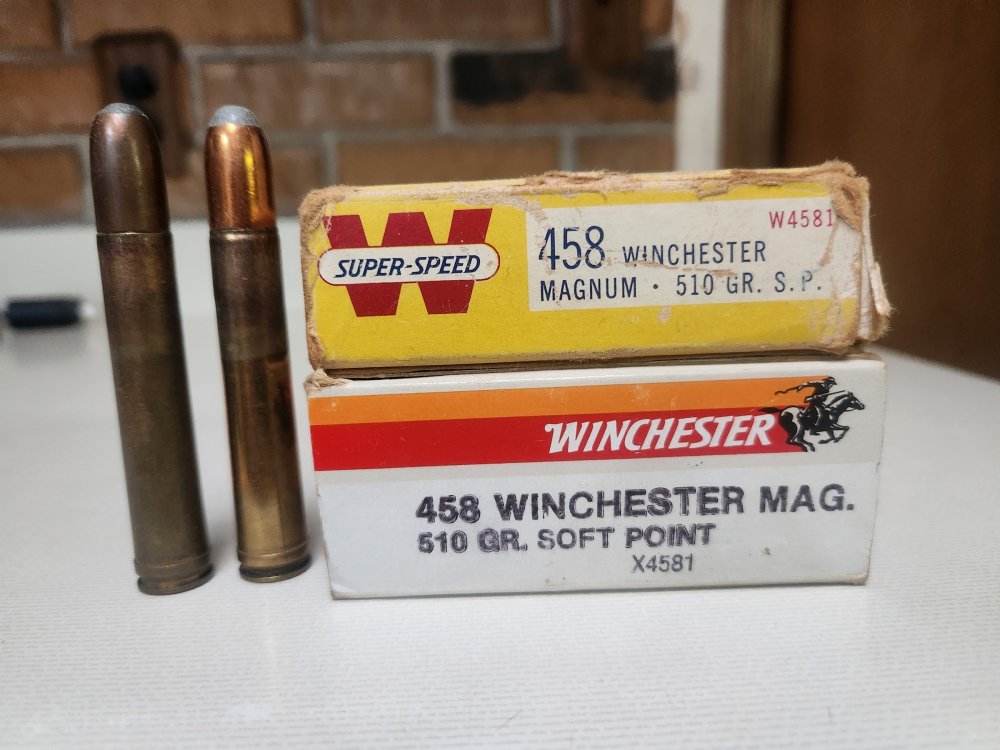 W
SUPER-SPEED
W4581
458 WINCHESTER
MAGNUM · 510 GR. S.P.
WINCHESTER
458 WINCHESTER MAG.
510 GR. SOFT POINT
X4581